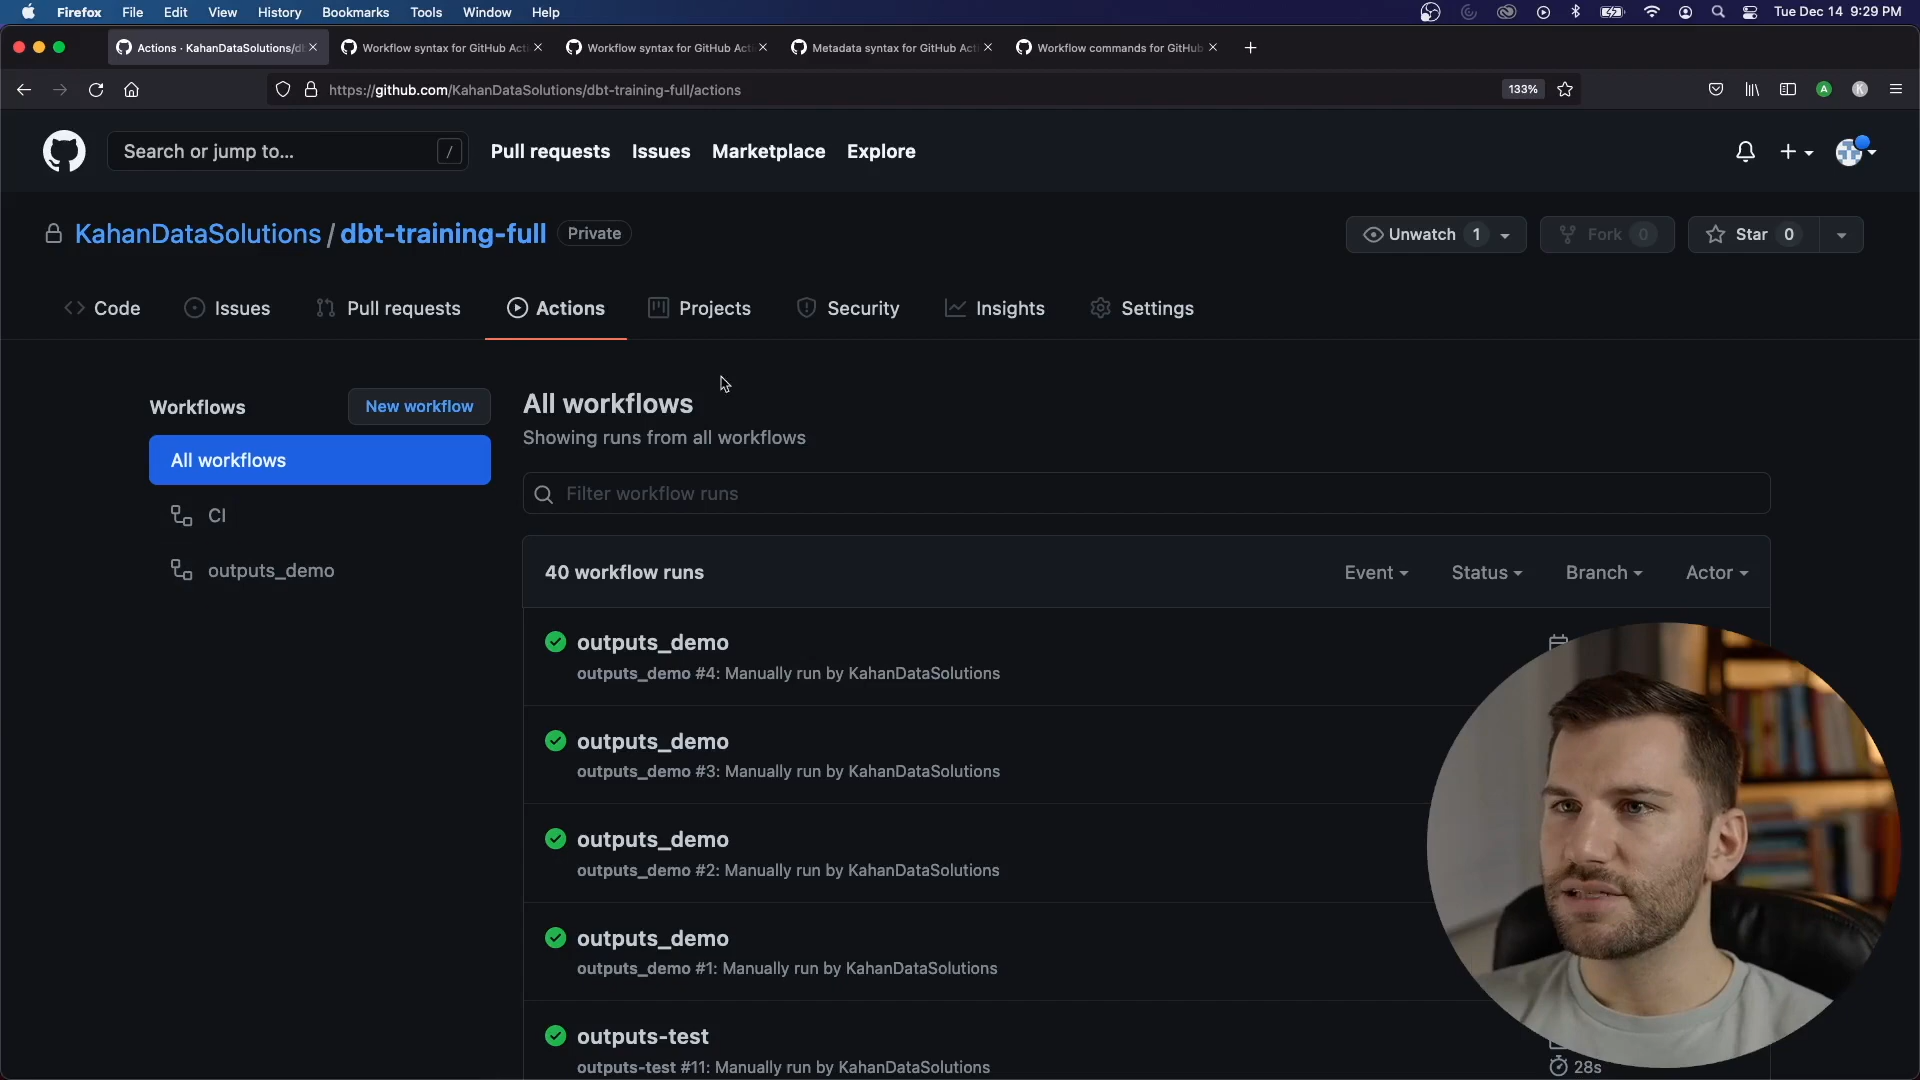 Firefox File Edit View History Bookmarks Tools Window Help Tue Dec 14 9:29 PM
Actions · KahanDataSolutions/d
Workflow syntax for GitHub Act
Workflow syntax for GitHub Act
Metadata syntax for GitHub Act
Workflow commands for GitHub
https://github.com/KahanDataSolutions/dbt-training-full/actions 133% A K
Search or jump to... / Pull requests Issues Marketplace Explore
KahanDataSolutions / dbt-training-full Private Unwatch 1 Fork 0 Star 0
Code Issues Pull requests Actions Projects Security Insights Settings
Workflows New workflow
All workflows
CI
outputs_demo
All workflows
Showing runs from all workflows
Filter workflow runs
40 workflow runs Event Status Branch Actor
outputs_demo
outputs_demo #4: Manually run by KahanDataSolutions
outputs_demo
outputs_demo #3: Manually run by KahanDataSolutions
outputs_demo
outputs_demo #2: Manually run by KahanDataSolutions
outputs_demo
outputs_demo #1: Manually run by KahanDataSolutions
outputs-test
outputs-test #11: Manually run by KahanDataSolutions 28s